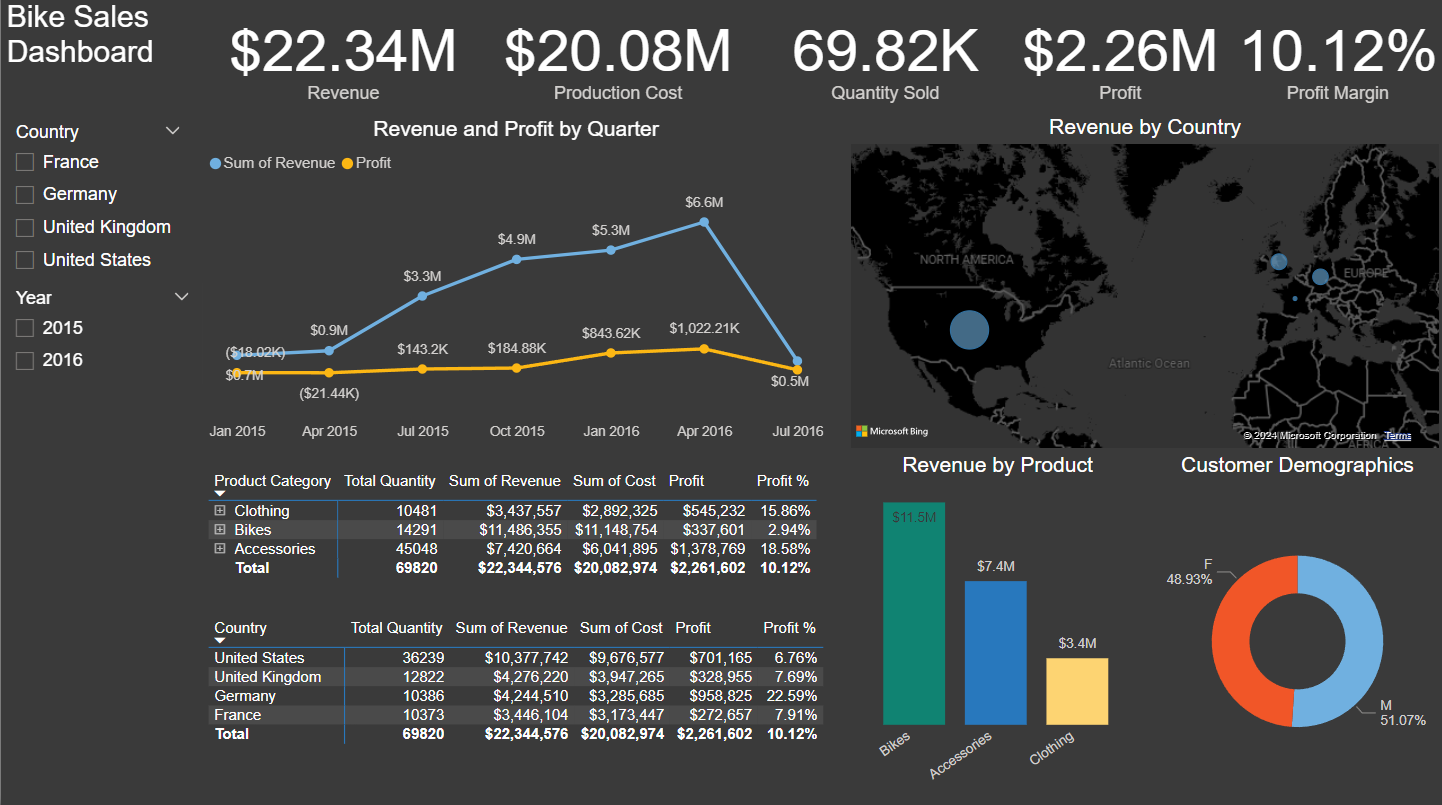 Bike Sales
Dashboard
$22.34M
Revenue
$20.08M
Production Cost
69.82K
Quantity Sold
$2.26M
Profit
10.12%
Profit Margin
Country
France
Germany
United Kingdom
United States
Year
2015
2016
Revenue and Profit by Quarter
Sum of Revenue Profit
($18.02K)
$0.7M
$0.9M
($21.44K)
$3.3M
$143.2K
$4.9M
$184.88K
$5.3M
$843.62K
$6.6M
$1,022.21K
$0.5M
Jan 2015 Apr 2015 Jul 2015 Oct 2015 Jan 2016 Apr 2016 Jul 2016
Revenue by Country
NORTH AMERICA
EUROPE
Atlantic Ocean
AFRICA
Microsoft Bing
© 2024 Microsoft Corporation Terms
Product Category Total Quantity Sum of Revenue Sum of Cost Profit Profit %
Clothing 10481 $3,437,557 $2,892,325 $545,232 15.86%
Bikes 14291 $11,486,355 $11,148,754 $337,601 2.94%
Accessories 45048 $7,420,664 $6,041,895 $1,378,769 18.58%
Total 69820 $22,344,576 $20,082,974 $2,261,602 10.12%
Country Total Quantity Sum of Revenue Sum of Cost Profit Profit %
United States 36239 $10,377,742 $9,676,577 $701,165 6.76%
United Kingdom 12822 $4,276,220 $3,947,265 $328,955 7.69%
Germany 10386 $4,244,510 $3,285,685 $958,825 22.59%
France 10373 $3,446,104 $3,173,447 $272,657 7.91%
Total 69820 $22,344,576 $20,082,974 $2,261,602 10.12%
Revenue by Product
$11.5M
$7.4M
$3.4M
Bikes
Accessories
Clothing
Customer Demographics
F
48.93%
M
51.07%